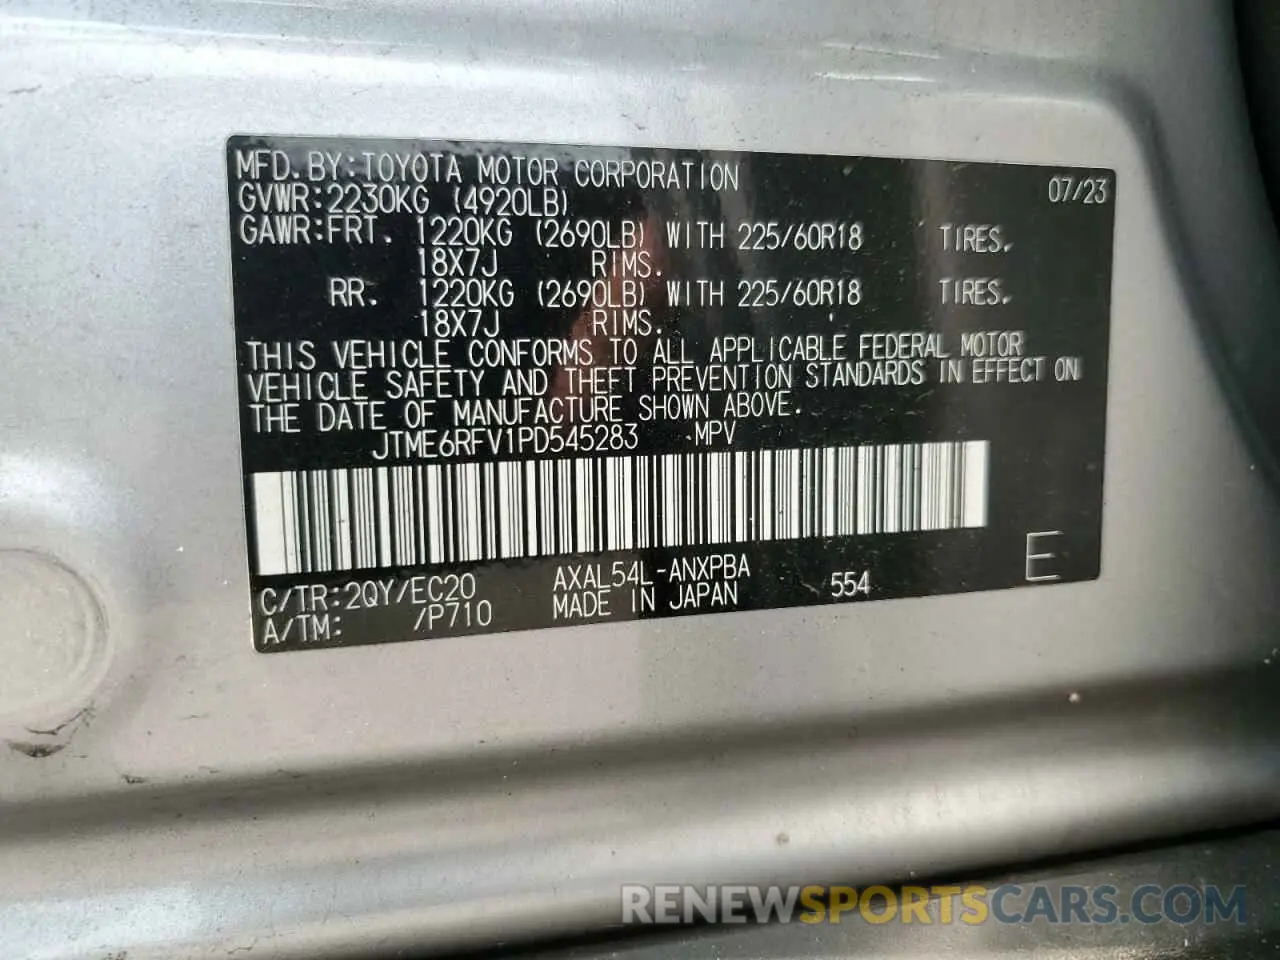 MFD. BY: TOYOTA MOTOR CORPORATION 07/23
GVWR: 2230KG (4920LB)
GAWR: FRT. 1220KG (2690LB) WITH 225/60R18 TIRES,
18X7J RIMS.
RR. 1220KG (2690LB) WITH 225/60R18 TIRES,
18X7J RIMS.
THIS VEHICLE CONFORMS TO ALL APPLICABLE FEDERAL MOTOR
VEHICLE SAFETY AND THEFT PREVENTION STANDARDS IN EFFECT ON
THE DATE OF MANUFACTURE SHOWN ABOVE.
JTME6RFV1PD545283 MPV
C/TR: 2QY/EC20 AXAL54L-ANXPBA 554 E
A/TM: /P710 MADE IN JAPAN
RENEWSPORTSCARS.COM